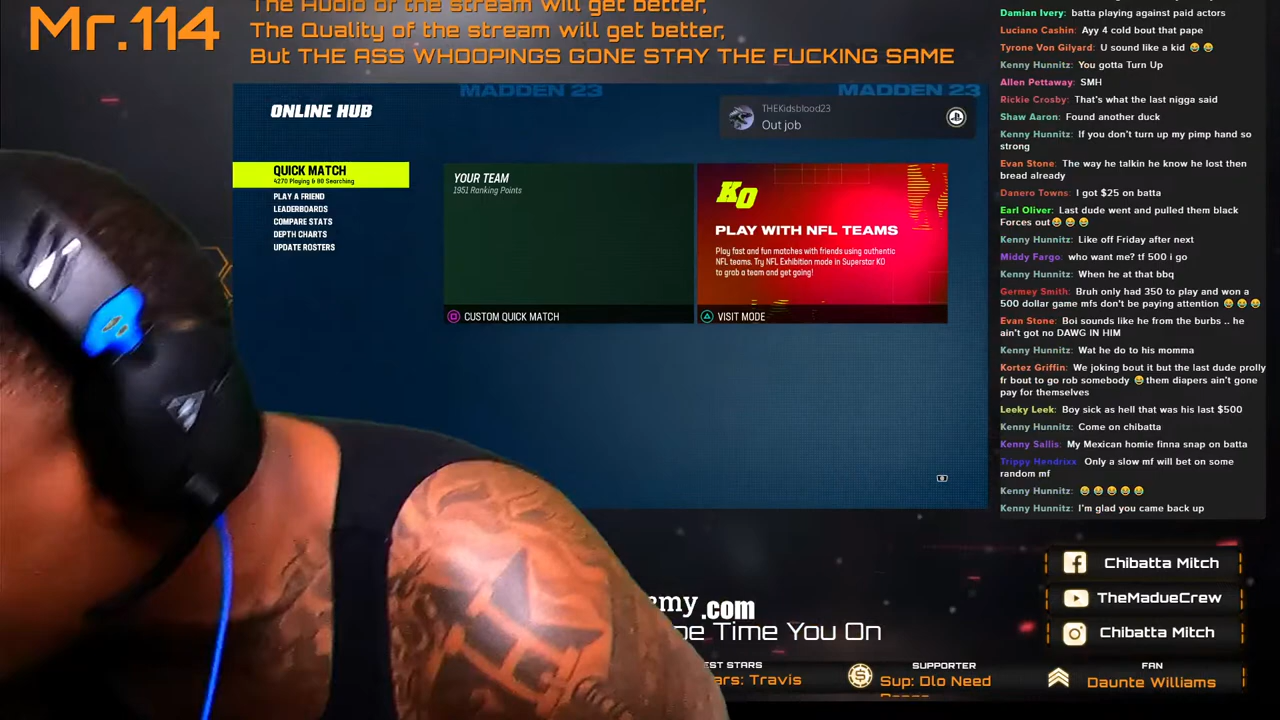 Mr.114
The Audio of the stream will get better,
The Quality of the stream will get better,
But THE ASS WHOOPINGS GONE STAY THE FUCKING SAME
MADDEN 23
MADDEN 23
ONLINE HUB
THEKidsblood23
Out job
QUICK MATCH
4270 Playing & 80 Searching
PLAY A FRIEND
LEADERBOARDS
COMPARE STATS
DEPTH CHARTS
UPDATE ROSTERS
YOUR TEAM
1951 Ranking Points
CUSTOM QUICK MATCH
KO
PLAY WITH NFL TEAMS
Play fast and fun matches with friends using authentic
NFL teams. Try NFL Exhibition mode in Superstar KO
to grab a team and get going!
VISIT MODE
Damian Ivery: batta playing against paid actors
Luciano Cashin: Ayy 4 cold bout that pape
Tyrone Von Gilyard: U sound like a kid 😂 😂
Kenny Hunnitz: You gotta Turn Up
Allen Pettaway: SMH
Rickie Crosby: That's what the last nigga said
Shaw Aaron: Found another duck
Kenny Hunnitz: If you don't turn up my pimp hand so
strong
Evan Stone: The way he talkin he know he lost then
bread already
Danero Towns: I got $25 on batta
Earl Oliver: Last dude went and pulled them black
Forces out😂 😂 😂
Kenny Hunnitz: Like off Friday after next
Middy Fargo: who want me? tf 500 i go
Kenny Hunnitz: When he at that bbq
Germey Smith: Bruh only had 350 to play and won a
500 dollar game mfs don't be paying attention 😂 😂 😂
Evan Stone: Boi sounds like he from the burbs .. he
ain't got no DAWG IN HIM
Kenny Hunnitz: Wat he do to his momma
Kortez Griffin: We joking bout it but the last dude prolly
fr bout to go rob somebody 😂them diapers ain't gone
pay for themselves
Leeky Leek: Boy sick as hell that was his last $500
Kenny Hunnitz: Come on chibatta
Kenny Sallis: My Mexican homie finna snap on batta
Trippy Hendrixx: Only a slow mf will bet on some
random mf
Kenny Hunnitz: 😂 😂 😂 😂 😂
Kenny Hunnitz: I'm glad you came back up
Chibatta Mitch
TheMadueCrew
Chibatta Mitch
emy.com
Time You On
STARS
ars: Travis
SUPPORTER
Sup: Dlo Need
FAN
Daunte Williams